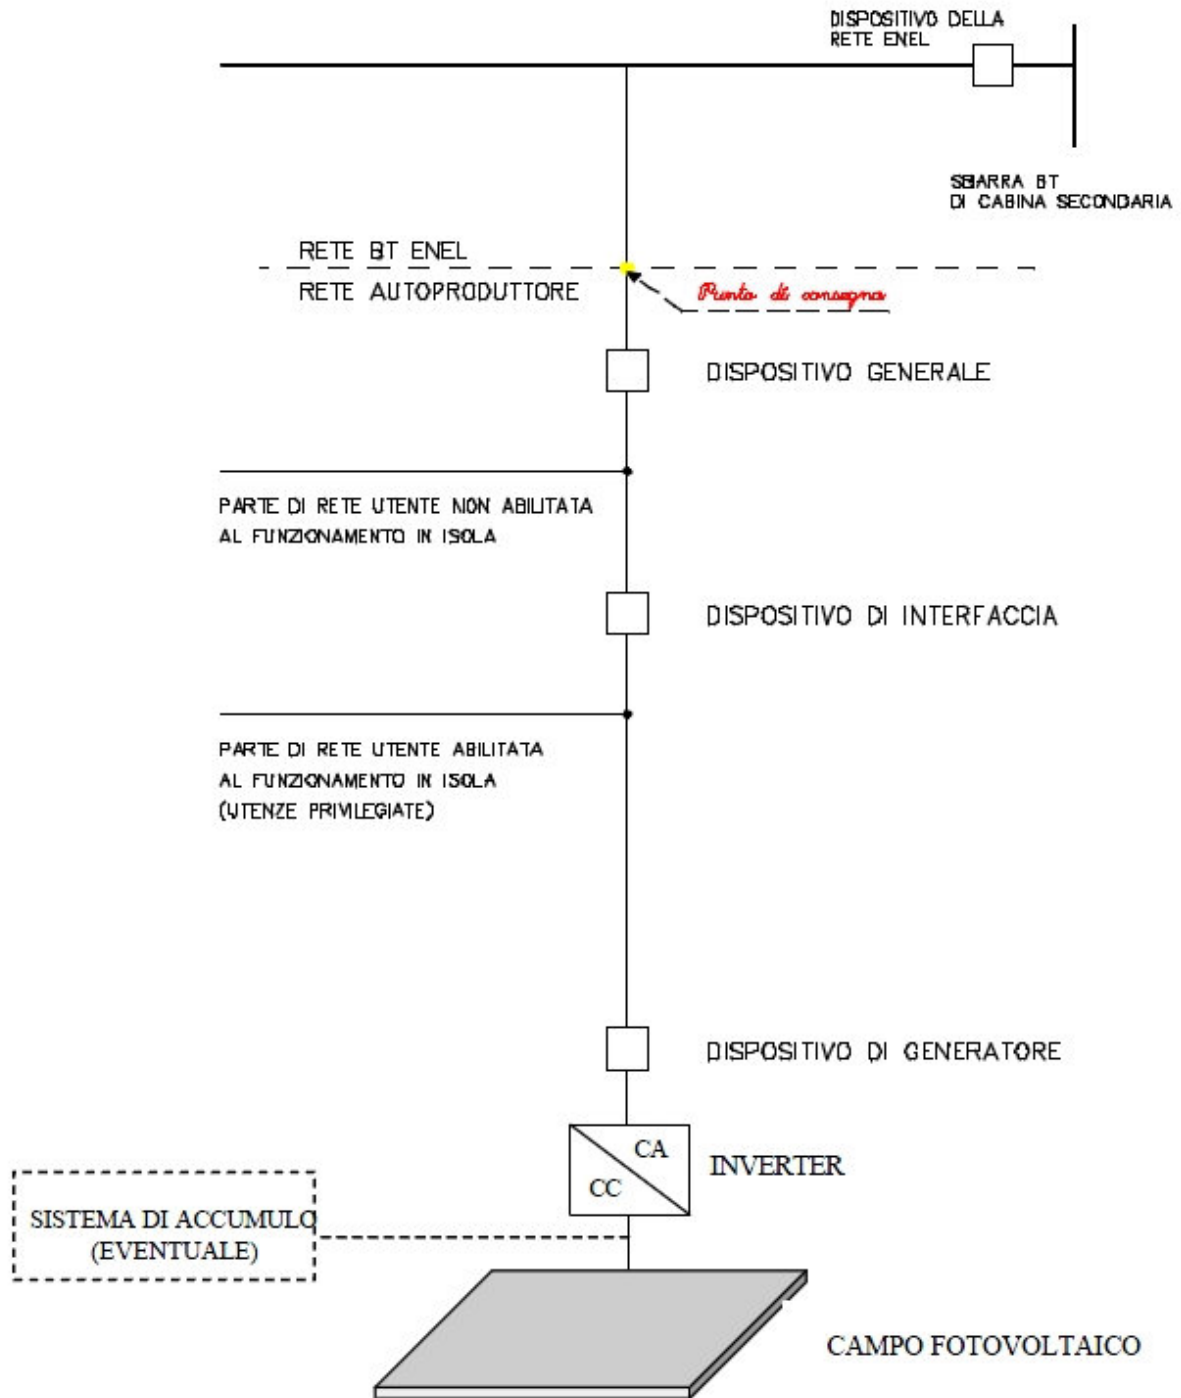 DISPOSITIVO DELLA
RETE ENEL
SBARRA BT
DI CABINA SECONDARIA
RETE BT ENEL
RETE AUTOPRODUTTORE
Punto di consegna
DISPOSITIVO GENERALE
PARTE DI RETE UTENTE NON ABILITATA
AL FUNZIONAMENTO IN ISOLA
DISPOSITIVO DI INTERFACCIA
PARTE DI RETE UTENTE ABILITATA
AL FUNZIONAMENTO IN ISOLA
(UTENZE PRIVILEGIATE)
DISPOSITIVO DI GENERATORE
CA
CC
INVERTER
SISTEMA DI ACCUMULO
(EVENTUALE)
CAMPO FOTOVOLTAICO